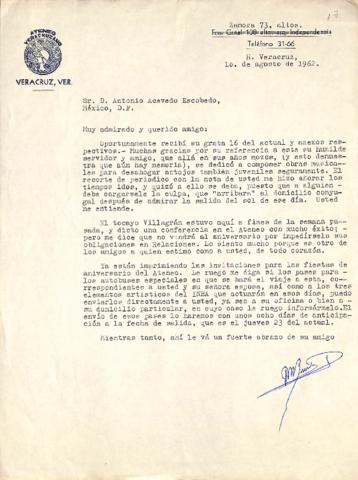 17
Zamora 73, altos.
Teléfono 31-66
H. Veracruz,
1o. de agosto de 1962.
ATENEO
VERACRUZANO
VERACRUZ, VER.
Sr. D. Antonio Acevedo Escobedo,
México, D.F.
Muy admirado y querido amigo:
Oportunamente recibí su grata 16 del actual y anexos res-
pectivos.- Muchas gracias por su referencia a este su humilde
servidor y amigo, que allá en sus años mozos, (y esto demues-
tra que aún hay memoria), se dedicó a componer obras musica-
les para desahogar antojos también juveniles seguramente. El
recorte de periódico con la nota de usted me hizo añorar los
tiempos idos, y quizá a ello se deba, puesto que a alguien -
debe cargarsele la culpa, que "arribara" al domicilio conyu-
gal después de admirar la salida del sol de ese día. Usted
me entiende.
El tocayo Villagrán estuvo aquí a fines de la semana pa-
sada, y dictó una conferencia en el Ateneo con mucho éxito; -
pero me dice que no vendrá al aniversario por impedírselo sus
obligaciones en Relaciones. Lo siento mucho porque es otro de
los amigos a quien estimo como a usted, de todo corazón.
Ya están imprimiendo las invitaciones para las fiestas de
aniversario del Ateneo. Le ruego me diga si los pases para -
los autobuses especiales en que se hará el viaje a ésta, co-
rrespondientes a usted y su señora esposa, así como a los tres
elementos artísticos del INBA que actuarán en esos días, puedo
enviarlos directamente a usted, ya sea a su oficina o bien a -
su domicilio particular, en cuyo caso le ruego informármelo. El
envío de esos pases lo haremos con unos ocho días de anticipa-
ción a la fecha de salida, que es el jueves 23 del actual.
Mientras tanto, ahí le vá un fuerte abrazo de su amigo